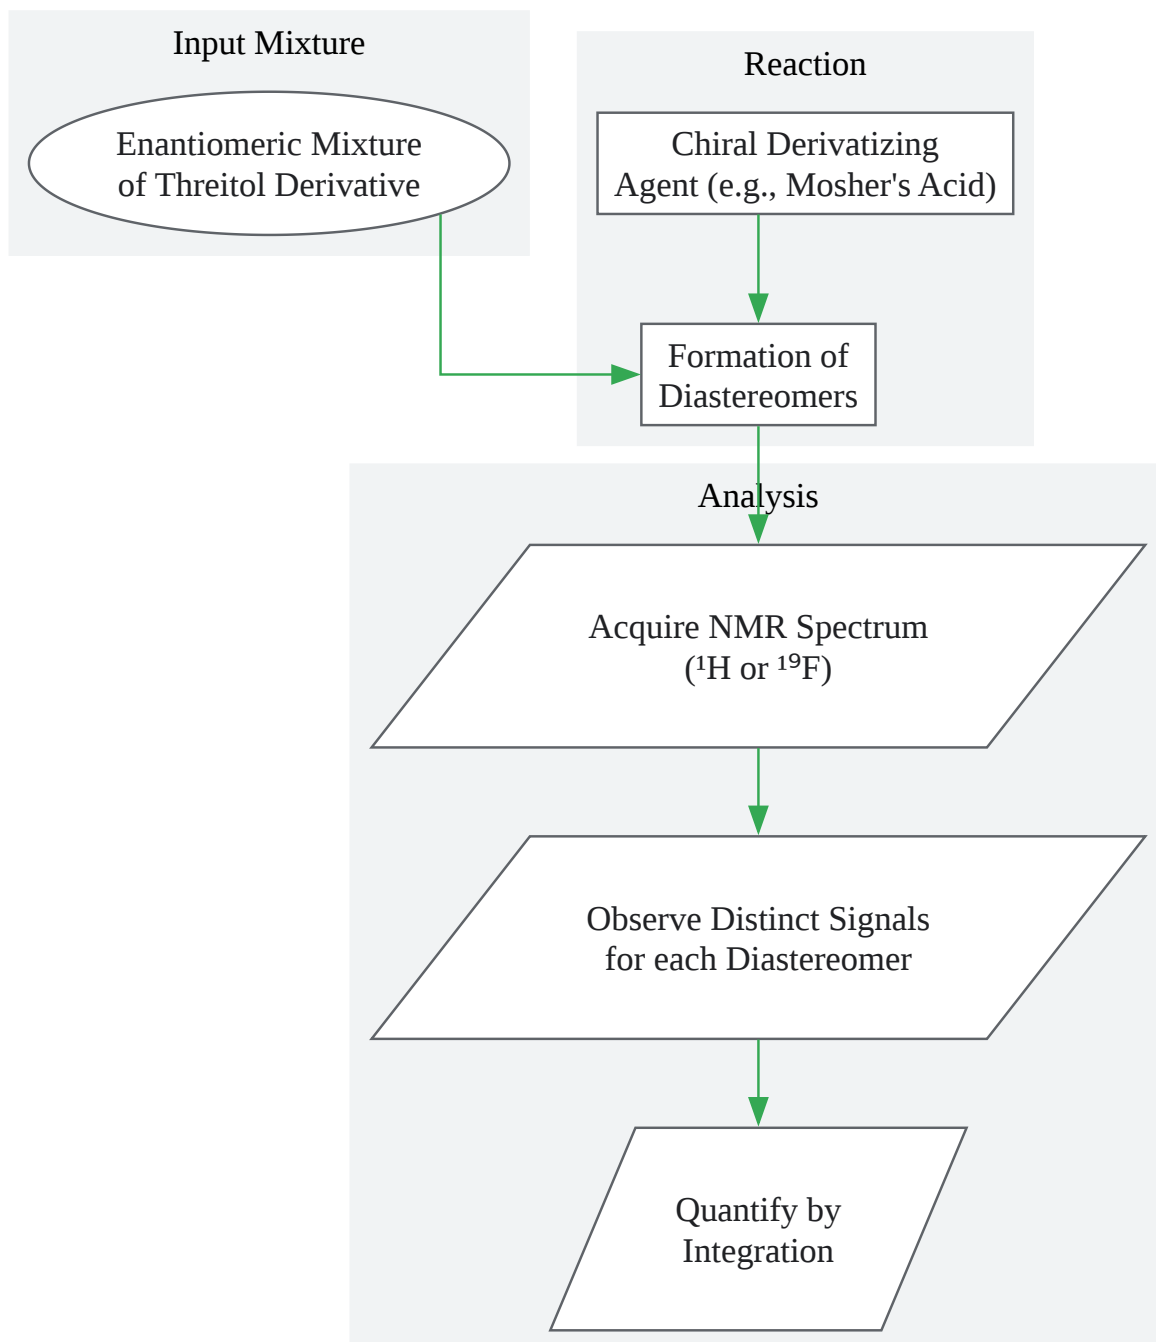 Input Mixture
Enantiomeric Mixture
of Threitol Derivative
Reaction
Chiral Derivatizing
Agent (e.g., Mosher's Acid)
Formation of
Diastereomers
Analysis
Acquire NMR Spectrum
(¹H or ¹⁹F)
Observe Distinct Signals
for each Diastereomer
Quantify by
Integration